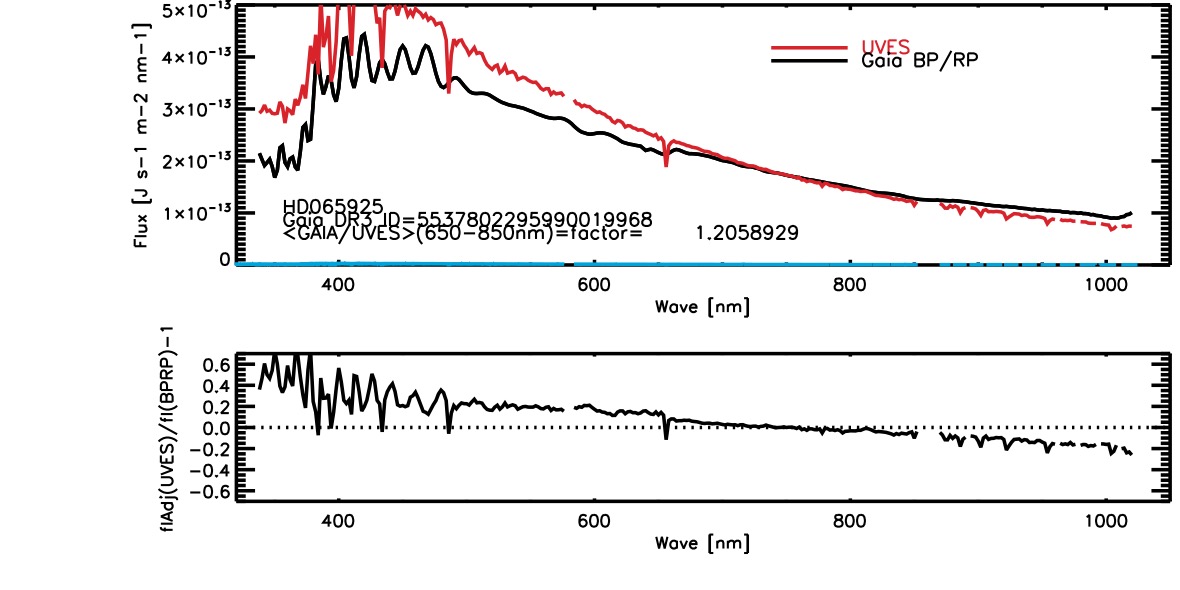 5×10−13
4×10−13
3×10−13
2×10−13
1×10−13
0
Flux [J s−1 m−2 nm−1]
UVES
Gaia BP/RP
HD065925
Gaia DR3 ID=5537802295990019968
<GAIA/UVES>(650−850nm)=factor= 1.2058929
400 600 800 1000
Wave [nm]
flAdj(UVES)/fl(BPRP)−1
0.6
0.4
0.2
0.0
−0.2
−0.4
−0.6
400 600 800 1000
Wave [nm]